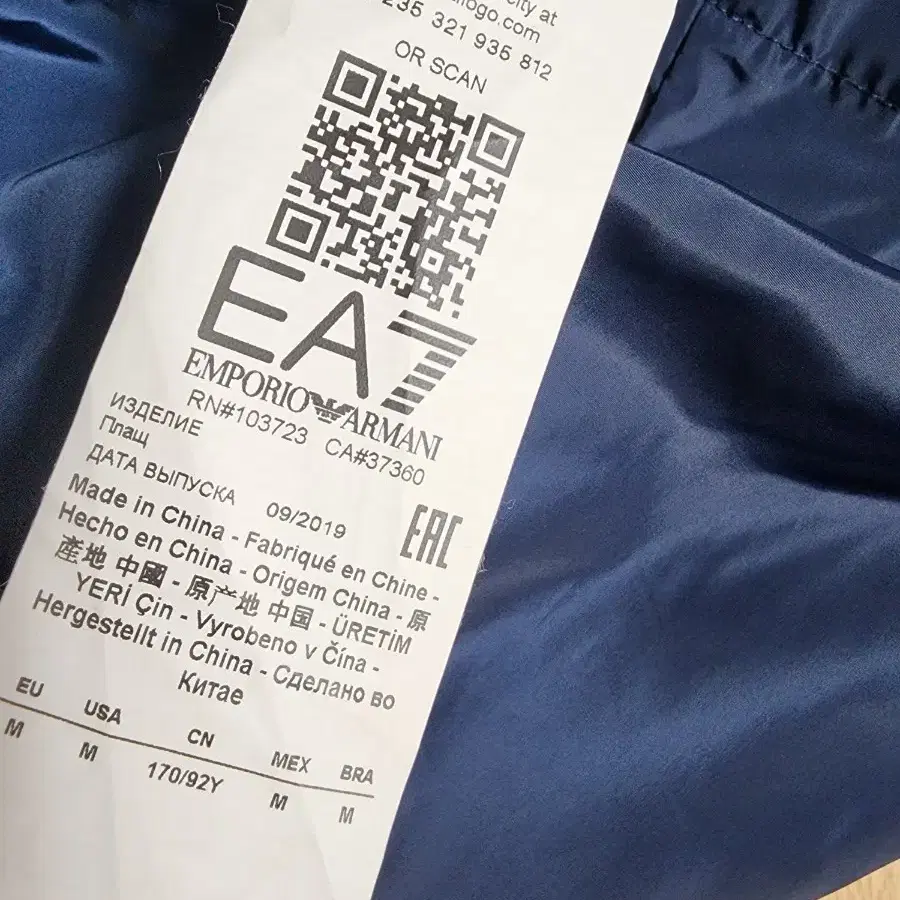 city at
logo.com
235 321 935 812
OR SCAN
EA7
EMPORIO ARMANI
RN#103723 CA#37360
ИЗДЕЛИЕ
Плащ
ДАТА ВЫПУСКА 09/2019
EAC
Made in China - Fabriqué en Chine -
Hecho en China - Origem China - 原
產地 中國 - 原产地 中国 - ÜRETİM
YERİ Çin - Vyrobeno v Čína -
Hergestellt in China - Сделано во
Китае
EU USA CN MEX BRA
M M 170/92Y M M